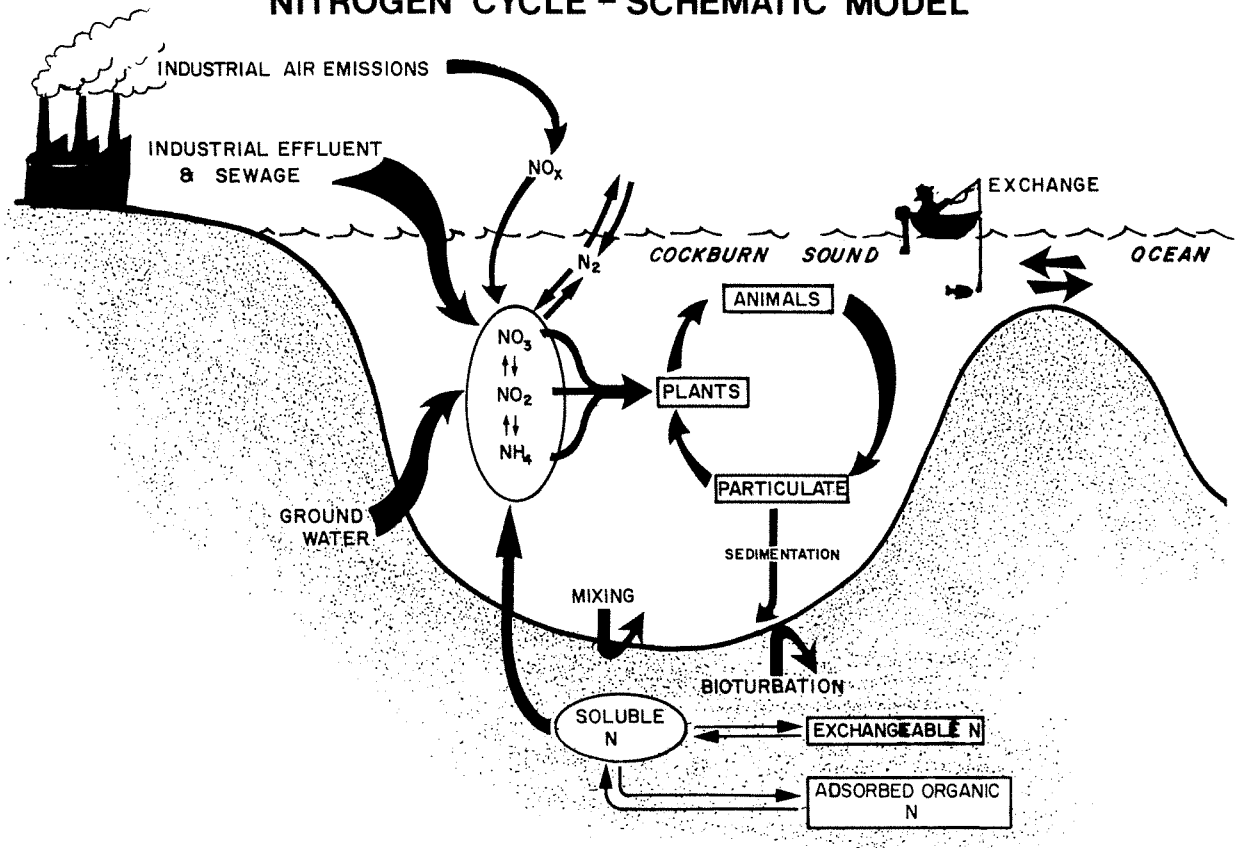 NITROGEN CYCLE – SCHEMATIC MODEL
INDUSTRIAL AIR EMISSIONS
INDUSTRIAL EFFLUENT
& SEWAGE
NOx
EXCHANGE
N2
COCKBURN SOUND
OCEAN
ANIMALS
NO3
NO2
NH4
PLANTS
PARTICULATE
GROUND
WATER
SEDIMENTATION
MIXING
BIOTURBATION
SOLUBLE
N
EXCHANGEABLE N
ADSORBED ORGANIC
N